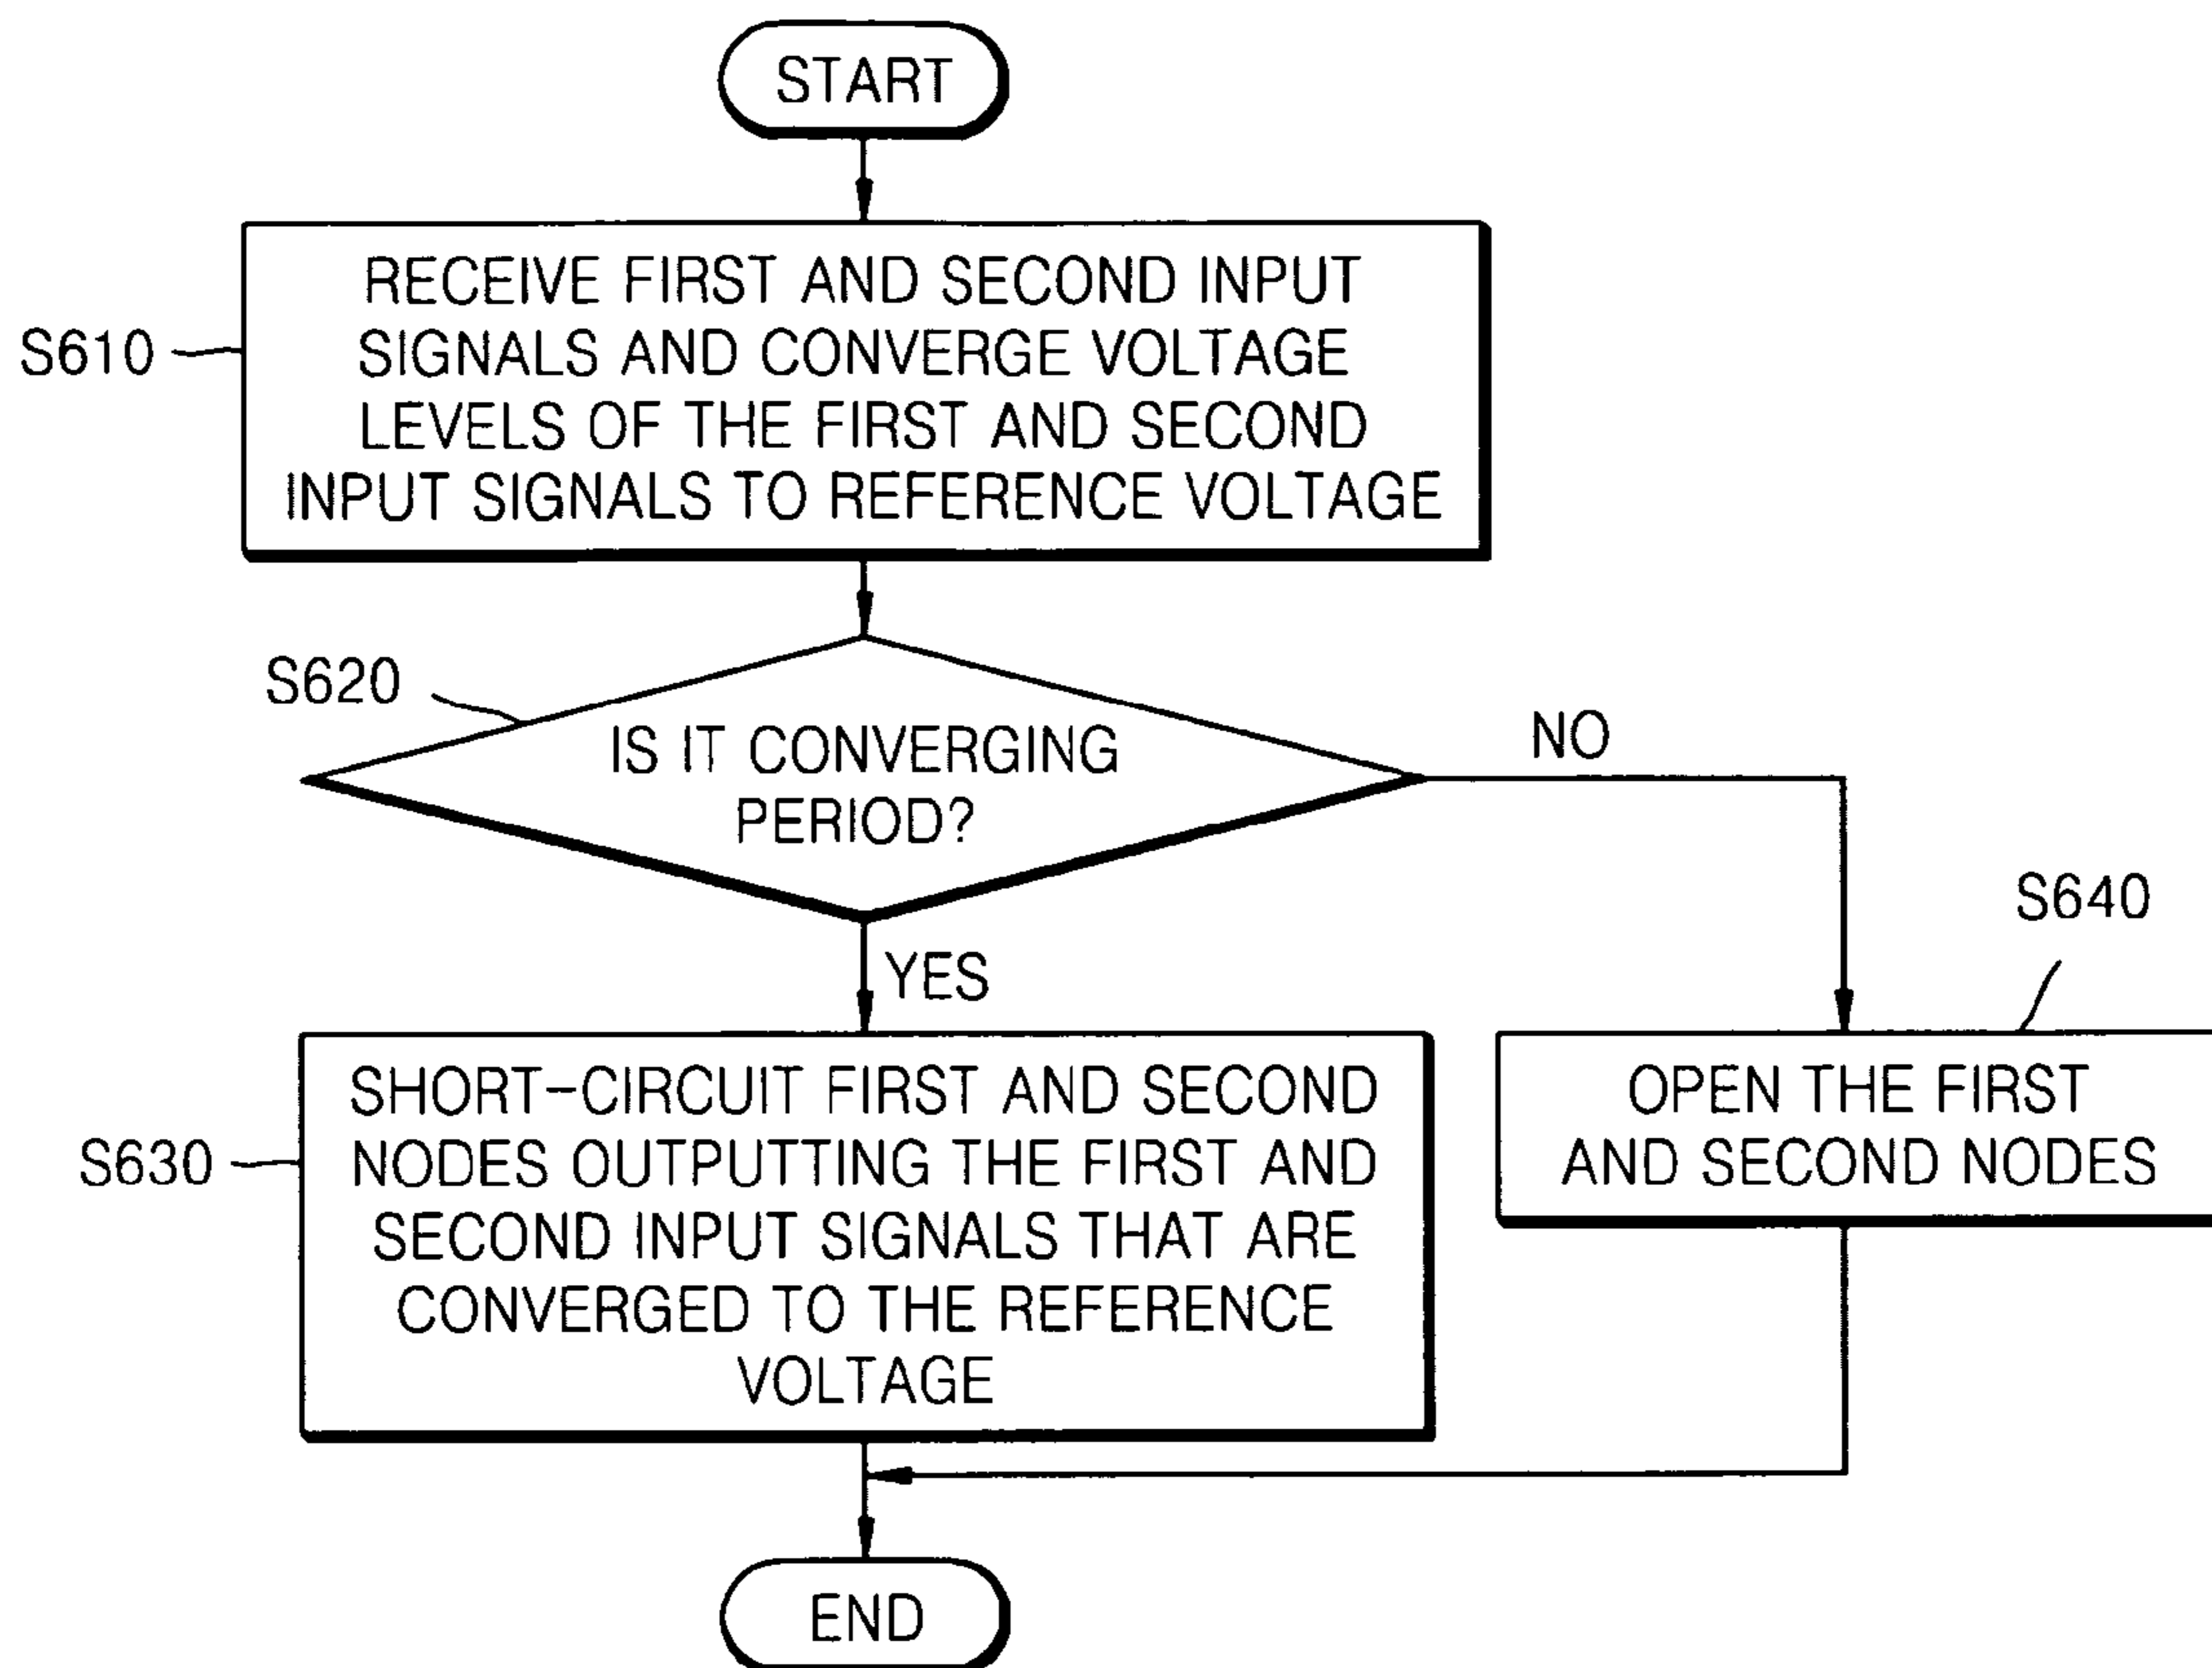 START
S610
RECEIVE FIRST AND SECOND INPUT
SIGNALS AND CONVERGE VOLTAGE
LEVELS OF THE FIRST AND SECOND
INPUT SIGNALS TO REFERENCE VOLTAGE
S620
IS IT CONVERGING
PERIOD?
NO
YES
S630
SHORT-CIRCUIT FIRST AND SECOND
NODES OUTPUTTING THE FIRST AND
SECOND INPUT SIGNALS THAT ARE
CONVERGED TO THE REFERENCE
VOLTAGE
S640
OPEN THE FIRST
AND SECOND NODES
END